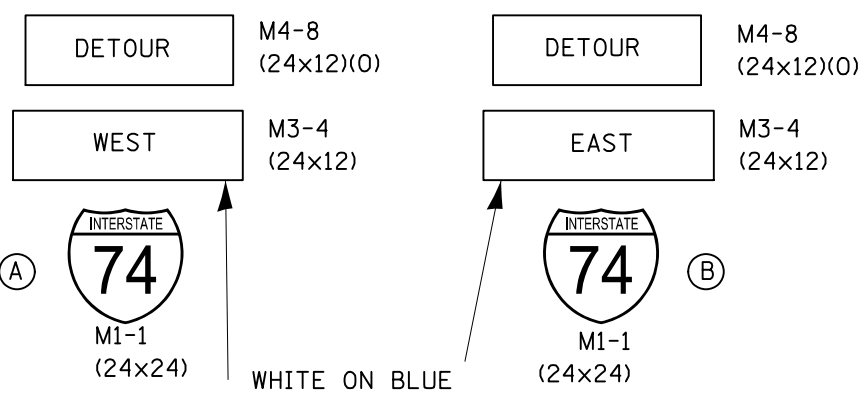 DETOUR
M4-8
(24x12)(O)
WEST
M3-4
(24x12)
INTERSTATE
74
A
M1-1
(24x24)
DETOUR
M4-8
(24x12)(O)
EAST
M3-4
(24x12)
INTERSTATE
74
B
M1-1
(24x24)
WHITE ON BLUE